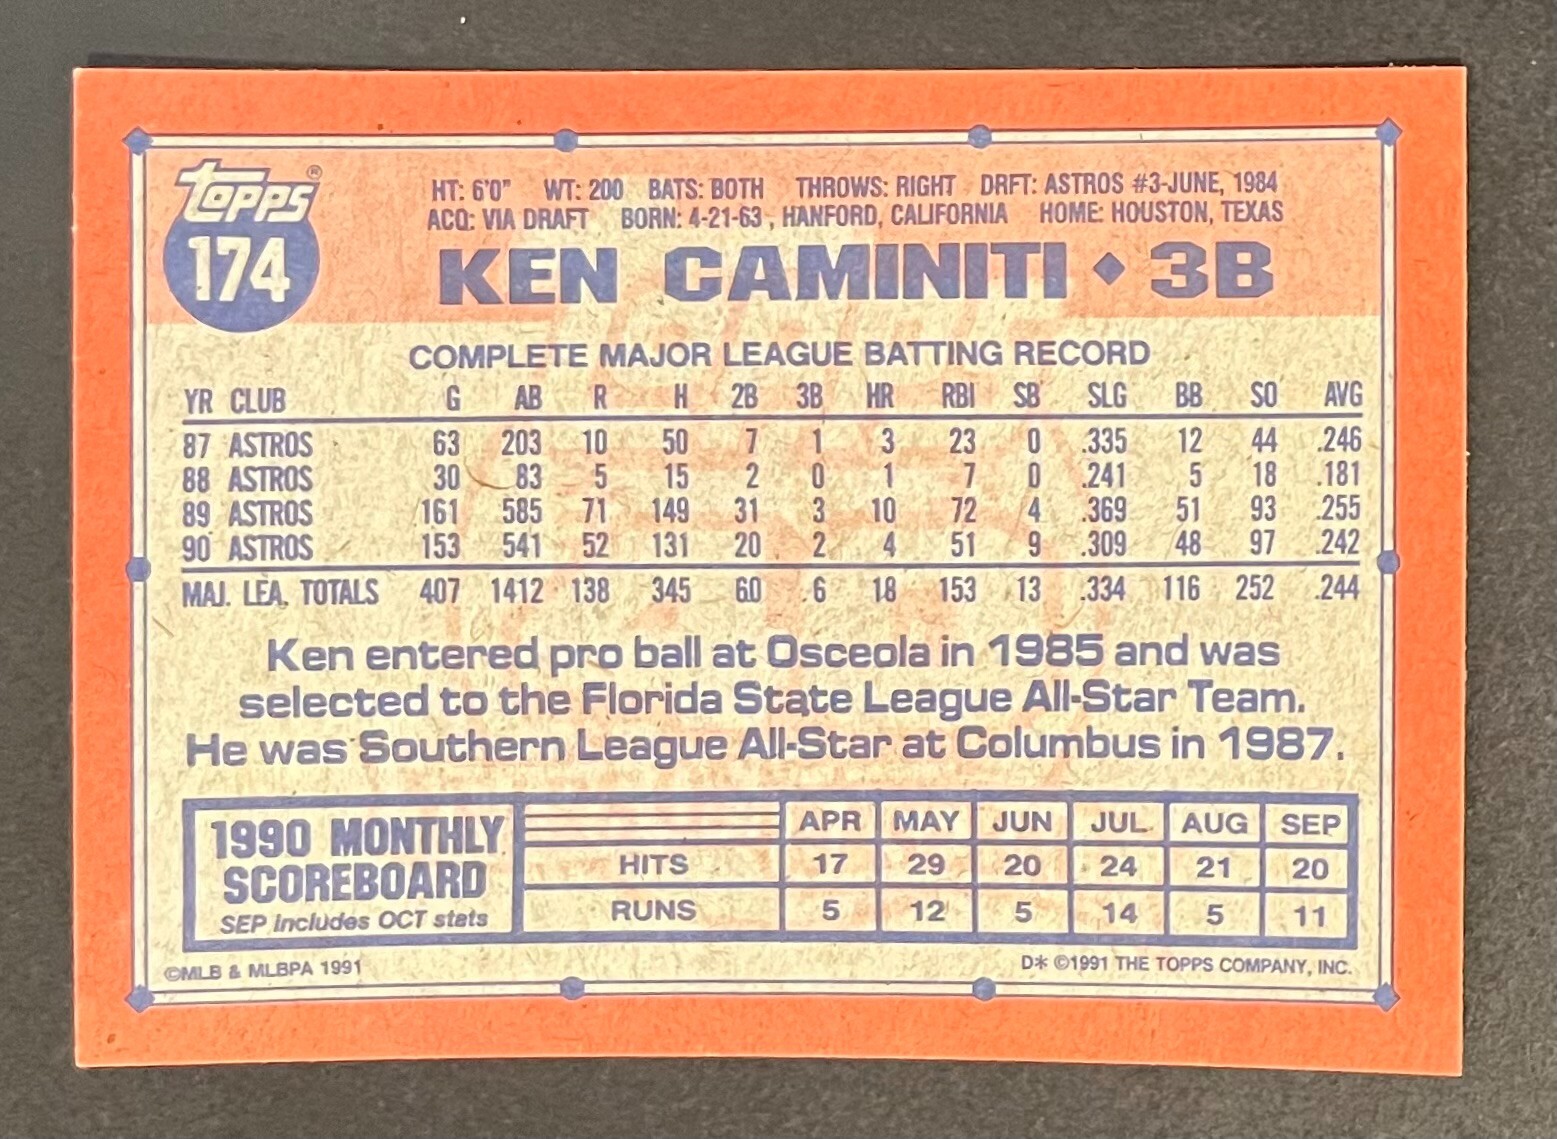 Topps®
174
HT: 6'0" WT: 200 BATS: BOTH THROWS: RIGHT DRFT: ASTROS #3-JUNE, 1984
ACQ: VIA DRAFT BORN: 4-21-63, HANFORD, CALIFORNIA HOME: HOUSTON, TEXAS
KEN CAMINITI ◆ 3B
COMPLETE MAJOR LEAGUE BATTING RECORD
YR CLUB G AB R H 2B 3B HR RBI SB SLG BB SO AVG
87 ASTROS 63 203 10 50 7 1 3 23 0 .335 12 44 .246
88 ASTROS 30 83 5 15 2 0 1 7 0 .241 5 18 .181
89 ASTROS 161 585 71 149 31 3 10 72 4 .369 51 93 .255
90 ASTROS 153 541 52 131 20 2 4 51 9 .309 48 97 .242
MAJ. LEA. TOTALS 407 1412 138 345 60 6 18 153 13 .334 116 252 .244
Ken entered pro ball at Osceola in 1985 and was
selected to the Florida State League All-Star Team.
He was Southern League All-Star at Columbus in 1987.
1990 MONTHLY
SCOREBOARD
SEP includes OCT stats
APR MAY JUN JUL AUG SEP
HITS 17 29 20 24 21 20
RUNS 5 12 5 14 5 11
©MLB & MLBPA 1991
D* ©1991 THE TOPPS COMPANY, INC.